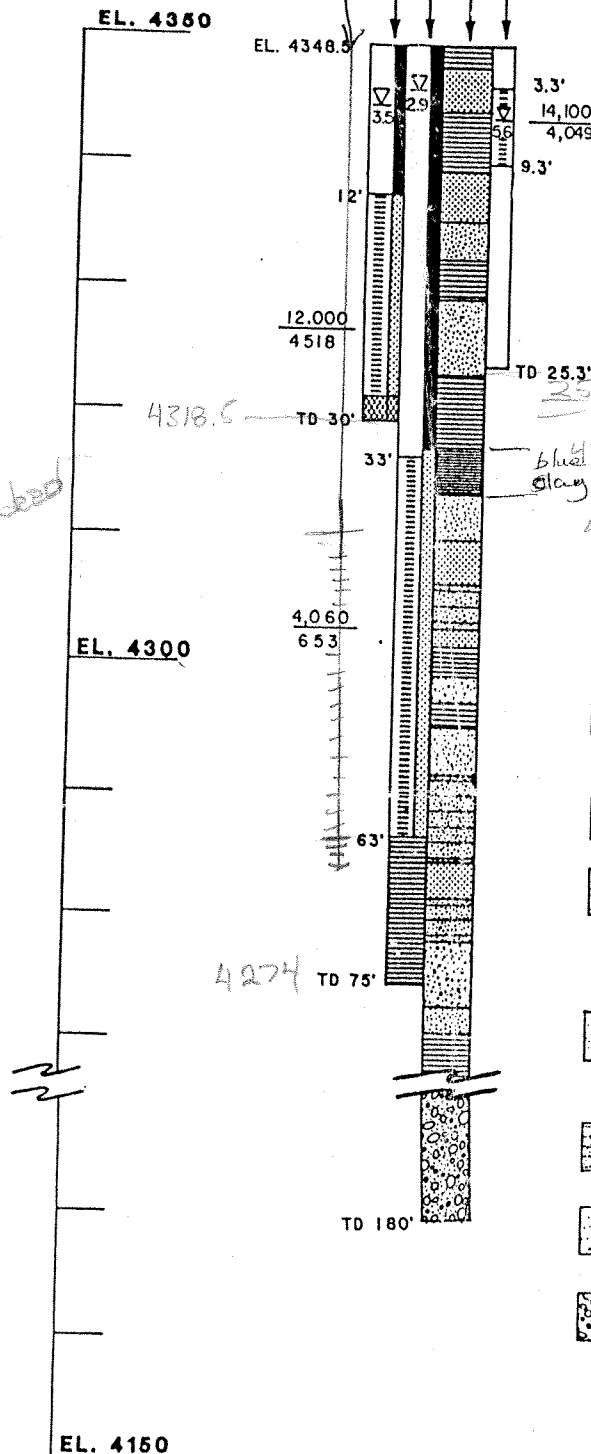 EL. 4350
EL. 4348.5'
3.5
2.9
5.6
3.3'
14,100
4,049
9.3'
12'
12,000
4518
TD 25.3'
4318.5
TD 30'
33'
blue
clay
4,060
653
EL. 4300
63'
4274
TD 75'
TD 180'
EL. 4150